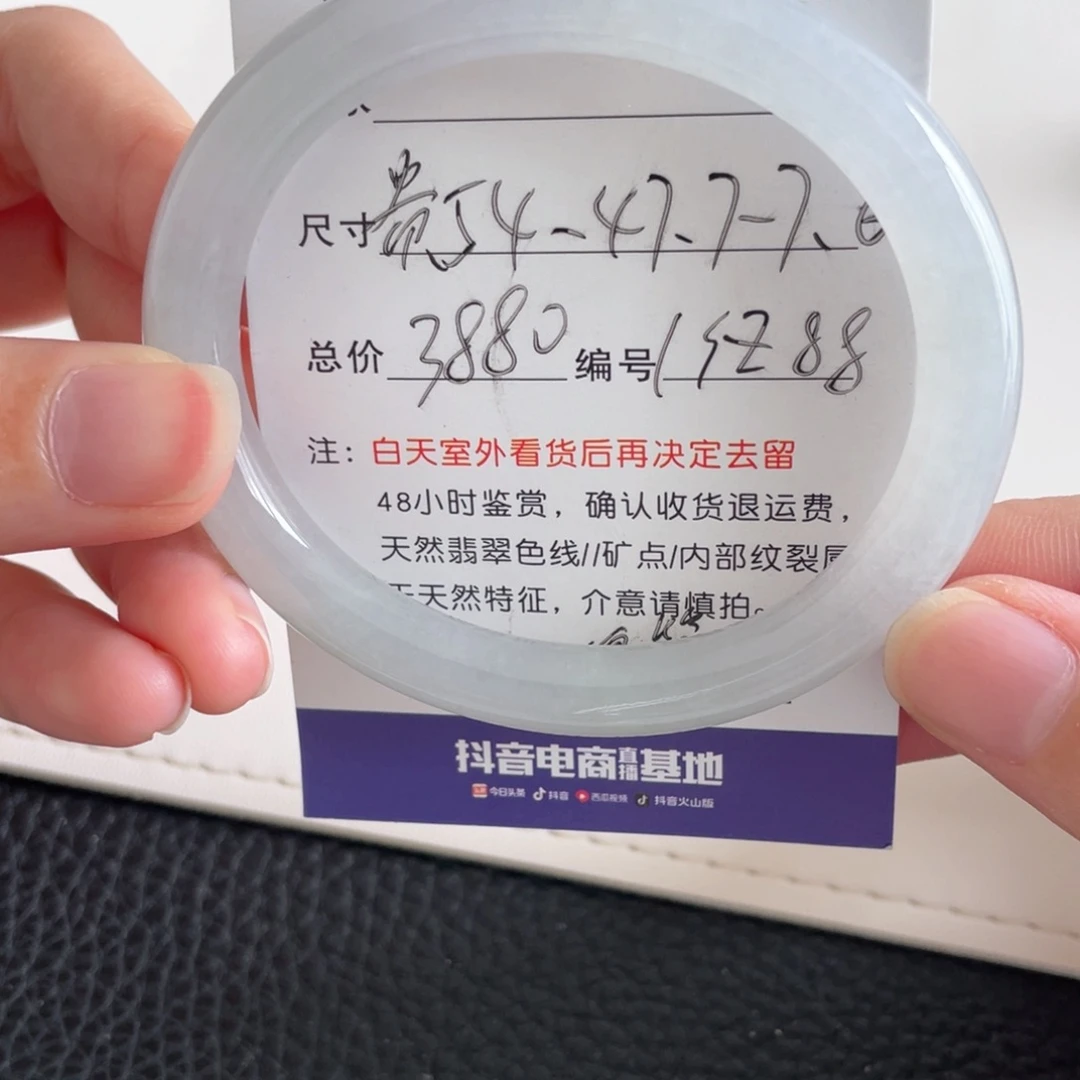 尺寸贵54-47.7-7.6
总价3880 编号
注：白天室外看货后再决定去留
48小时鉴赏，确认收货退运费，
天然翡翠色线//矿点/内部纹裂属
于天然特征，介意请慎拍。
抖音电商直播基地
今日头条 抖音 西瓜视频 抖音火山版